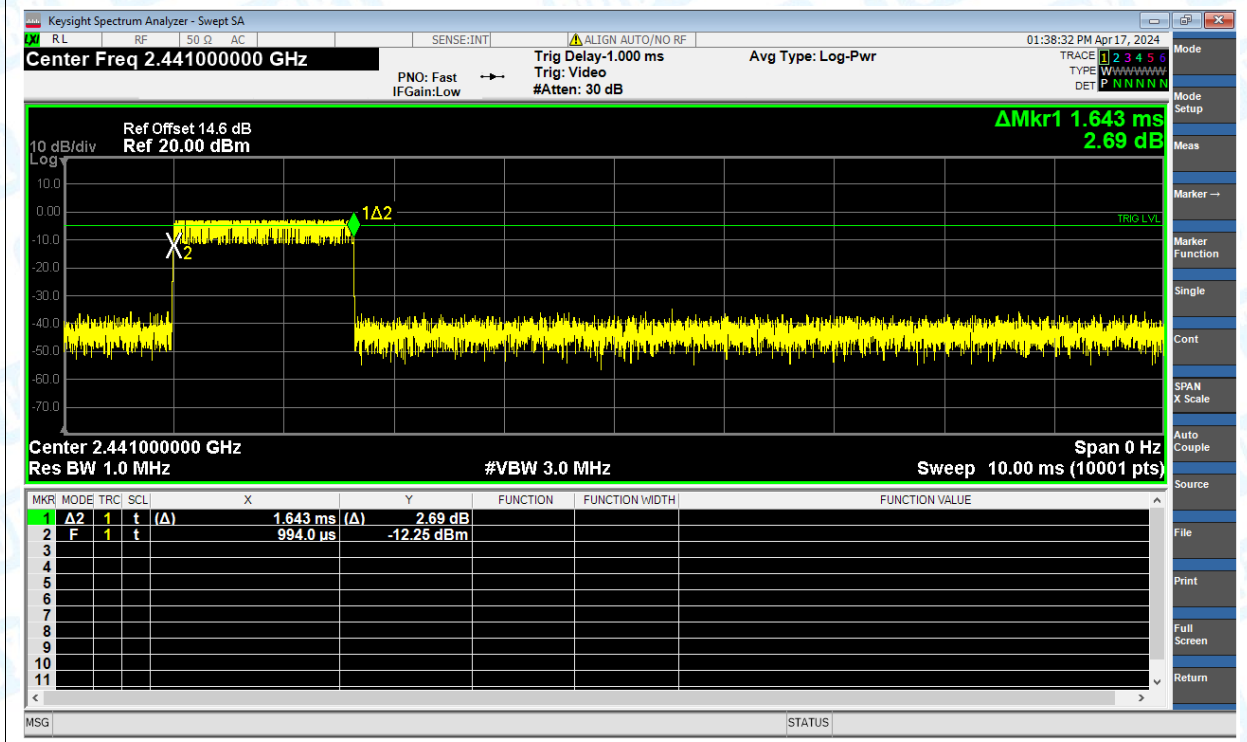 Keysight Spectrum Analyzer - Swept SA
LXI RL RF 50 Ω AC SENSE:INT ALIGN AUTO/NO RF 01:38:32 PM Apr 17, 2024
Center Freq 2.441000000 GHz
PNO: Fast
IFGain:Low
Trig Delay-1.000 ms
Trig: Video
#Atten: 30 dB
Avg Type: Log-Pwr
TRACE 1 2 3 4 5 6
TYPE WWWWWW
DET P N N N N N
ΔMkr1 1.643 ms
2.69 dB
10 dB/div
Log
Ref Offset 14.6 dB
Ref 20.00 dBm
10.0
0.00
-10.0
-20.0
-30.0
-40.0
-50.0
-60.0
-70.0
1Δ2
2
TRIG LVL
Center 2.441000000 GHz Span 0 Hz
Res BW 1.0 MHz #VBW 3.0 MHz Sweep 10.00 ms (10001 pts)
MKR MODE TRC SCL X Y FUNCTION FUNCTION WIDTH FUNCTION VALUE
1 Δ2 1 t (Δ) 1.643 ms (Δ) 2.69 dB
2 F 1 t 994.0 µs -12.25 dBm
3
4
5
6
7
8
9
10
11
MSG STATUS
Mode
Mode
Setup
Meas
Marker →
Marker
Function
Single
Cont
SPAN
X Scale
Auto
Couple
Source
File
Print
Full
Screen
Return